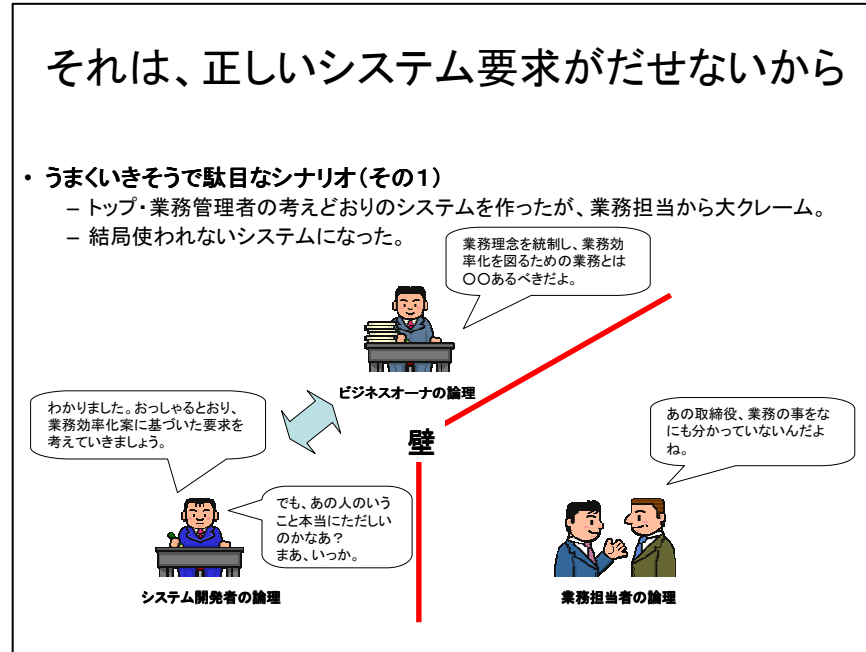 それは、正しいシステム要求がだせないから
• うまくいきそうで駄目なシナリオ(その1)
– トップ・業務管理者の考えどおりのシステムを作ったが、業務担当から大クレーム。
– 結局使われないシステムになった。
業務理念を統制し、業務効
率化を図るための業務とは
〇〇あるべきだよ。
ビジネスオーナの論理
わかりました。おっしゃるとおり、
業務効率化案に基づいた要求を
考えていきましょう。
壁
あの取締役、業務の事をな
にも分かっていないんだよ
ね。
でも、あの人のいう
こと本当にただしい
のかなあ?
まあ、いっか。
システム開発者の論理
業務担当者の論理